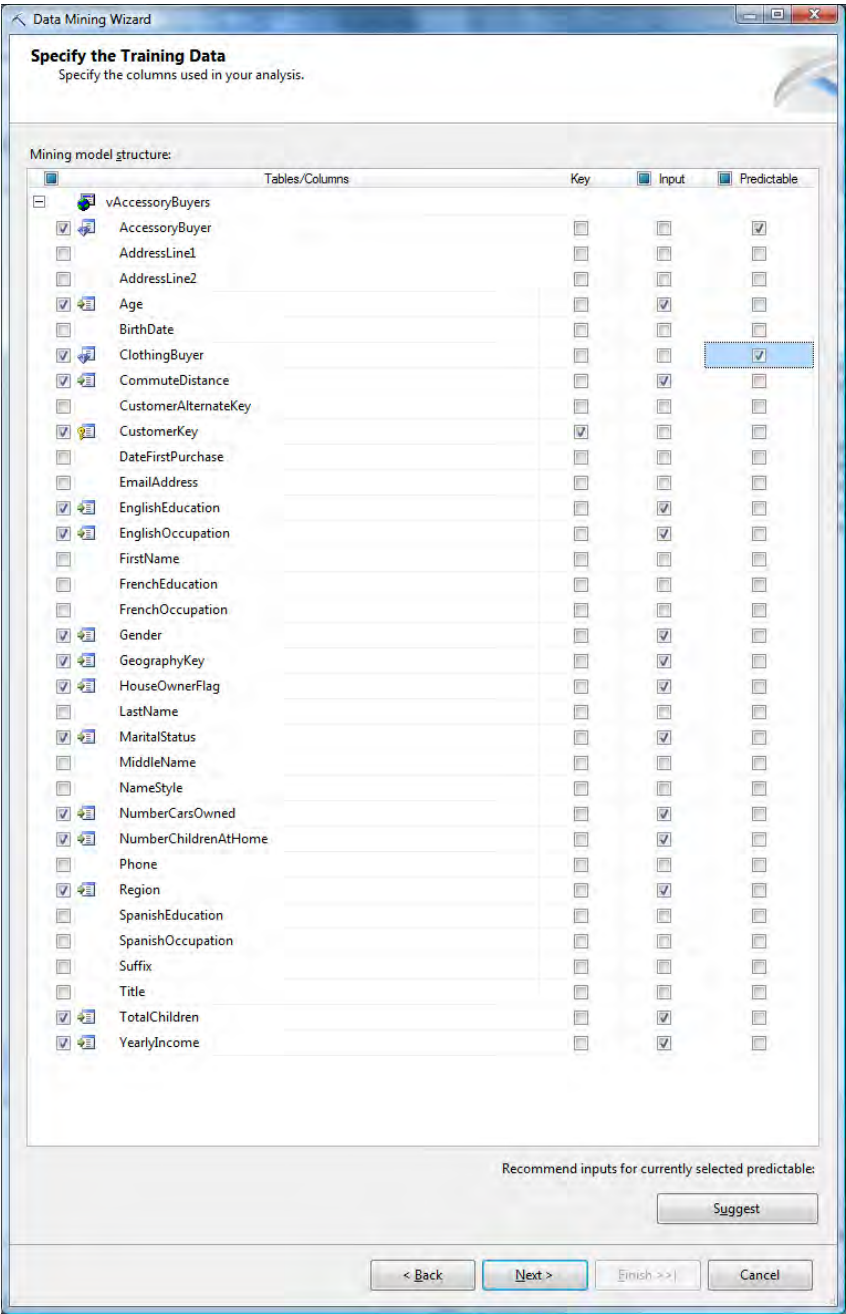 Data Mining Wizard
Specify the Training Data
Specify the columns used in your analysis.
Mining model structure:
Tables/Columns Key Input Predictable
vAccessoryBuyers
AccessoryBuyer
AddressLine1
AddressLine2
Age
BirthDate
ClothingBuyer
CommuteDistance
CustomerAlternateKey
CustomerKey
DateFirstPurchase
EmailAddress
EnglishEducation
EnglishOccupation
FirstName
FrenchEducation
FrenchOccupation
Gender
GeographyKey
HouseOwnerFlag
LastName
MaritalStatus
MiddleName
NameStyle
NumberCarsOwned
NumberChildrenAtHome
Phone
Region
SpanishEducation
SpanishOccupation
Suffix
Title
TotalChildren
YearlyIncome
Recommend inputs for currently selected predictable:
Suggest
< Back Next > Finish >>| Cancel